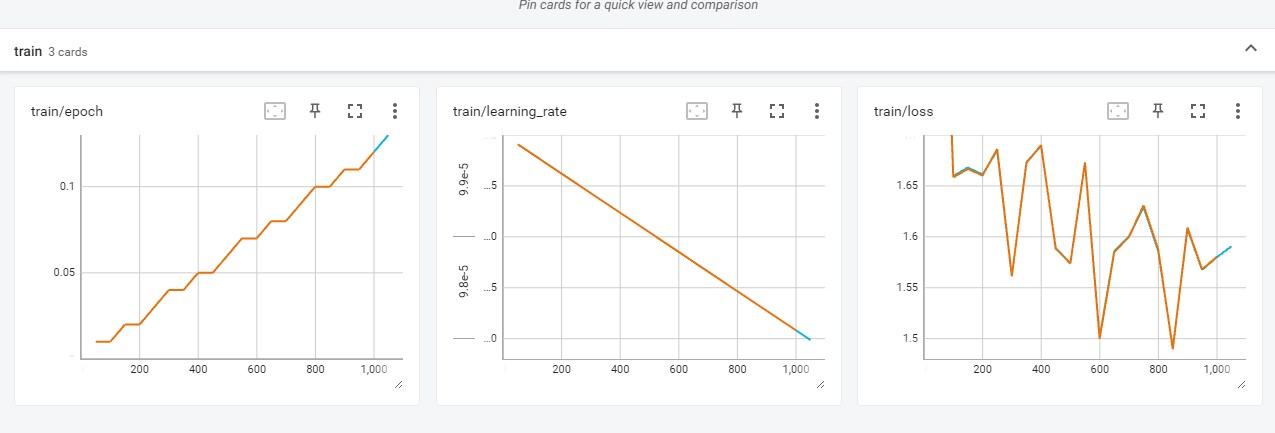 Pin cards for a quick view and comparison
train 3 cards
train/epoch
0.1
0.05
200 400 600 800 1,000
train/learning_rate
9.9e-5
9.8e-5
...5
...0
...5
...0
200 400 600 800 1,000
train/loss
1.65
1.6
1.55
1.5
200 400 600 800 1,000